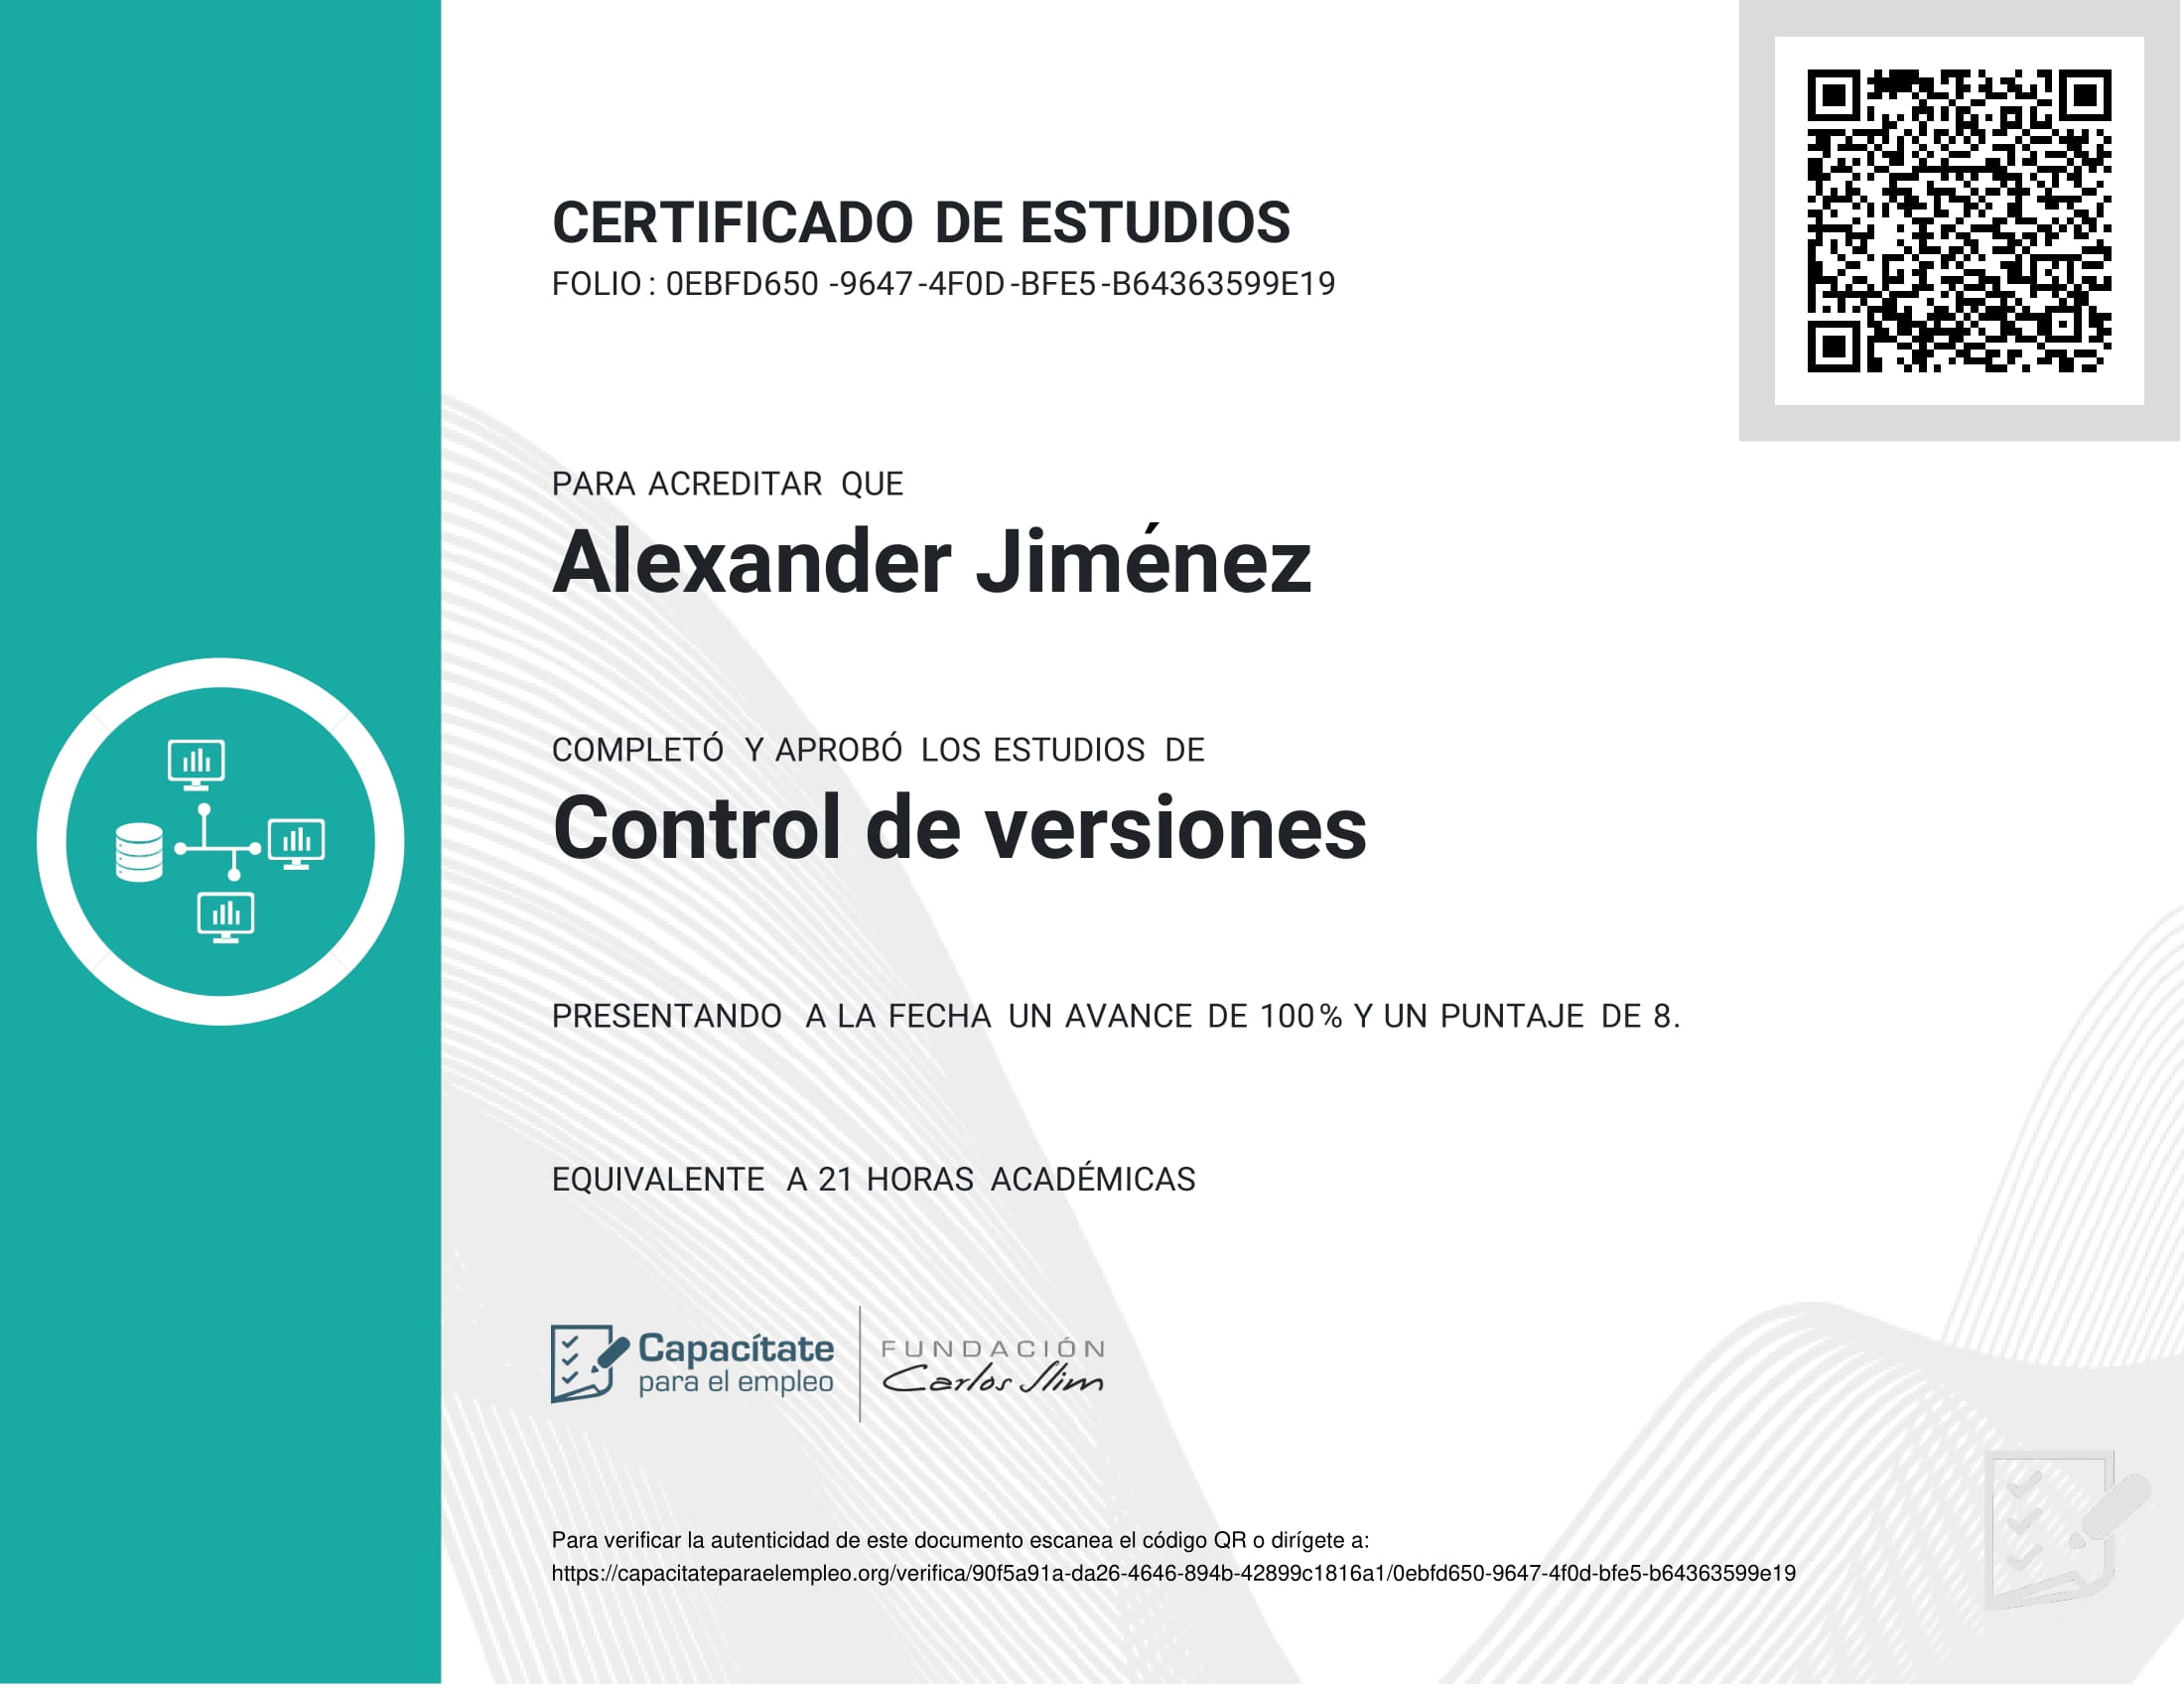 CERTIFICADO DE ESTUDIOS
FOLIO: 0EBFD650-9647-4F0D-BFE5-B64363599E19
PARA ACREDITAR QUE
Alexander Jiménez
COMPLETÓ Y APROBÓ LOS ESTUDIOS DE
Control de versiones
PRESENTANDO A LA FECHA UN AVANCE DE 100% Y UN PUNTAJE DE 8.
EQUIVALENTE A 21 HORAS ACADÉMICAS
Capacítate
para el empleo
FUNDACIÓN
Carlos Slim
Para verificar la autenticidad de este documento escanea el código QR o dirígete a:
https://capacitateparaelempleo.org/verifica/90f5a91a-da26-4646-894b-42899c1816a1/0ebfd650-9647-4f0d-bfe5-b64363599e19